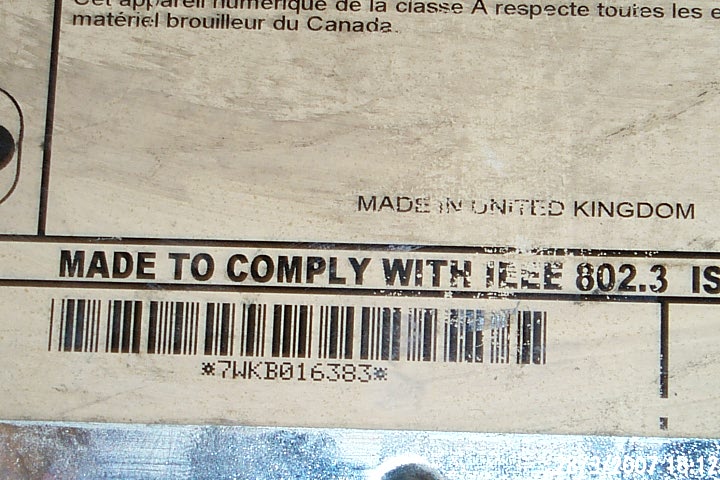 Cet appareil numérique de la classe A respecte toutes les
matériel brouilleur du Canada.
MADE IN UNITED KINGDOM
MADE TO COMPLY WITH IEEE 802.3 IS
*7WKB016383*